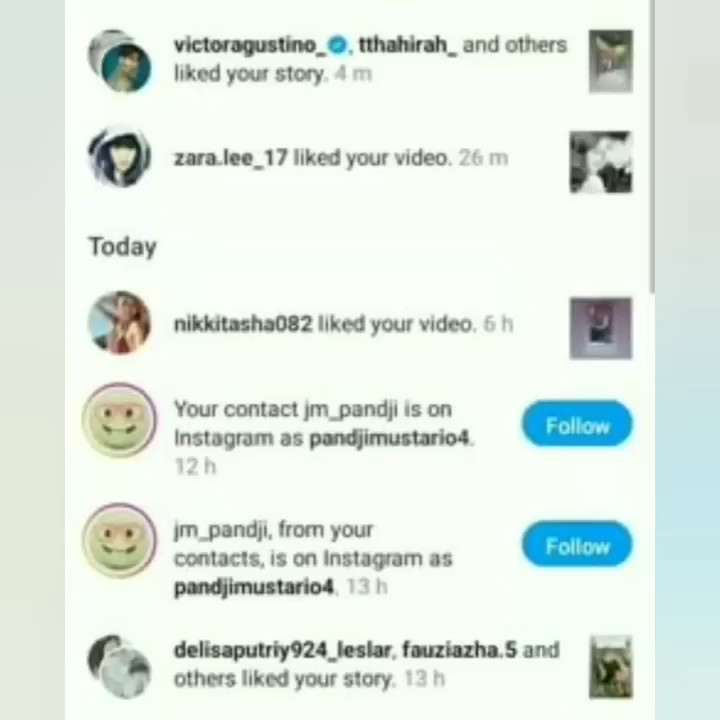 victoragustino_, tthahirah_ and others
liked your story. 4 m
zara.lee_17 liked your video. 26 m
Today
nikkitasha082 liked your video. 6 h
Your contact jm_pandji is on
Instagram as pandjimustario4.
12 h
Follow
jm_pandji, from your
contacts, is on Instagram as
pandjimustario4. 13 h
Follow
delisaputriy924_leslar, fauziazha.5 and
others liked your story. 13 h